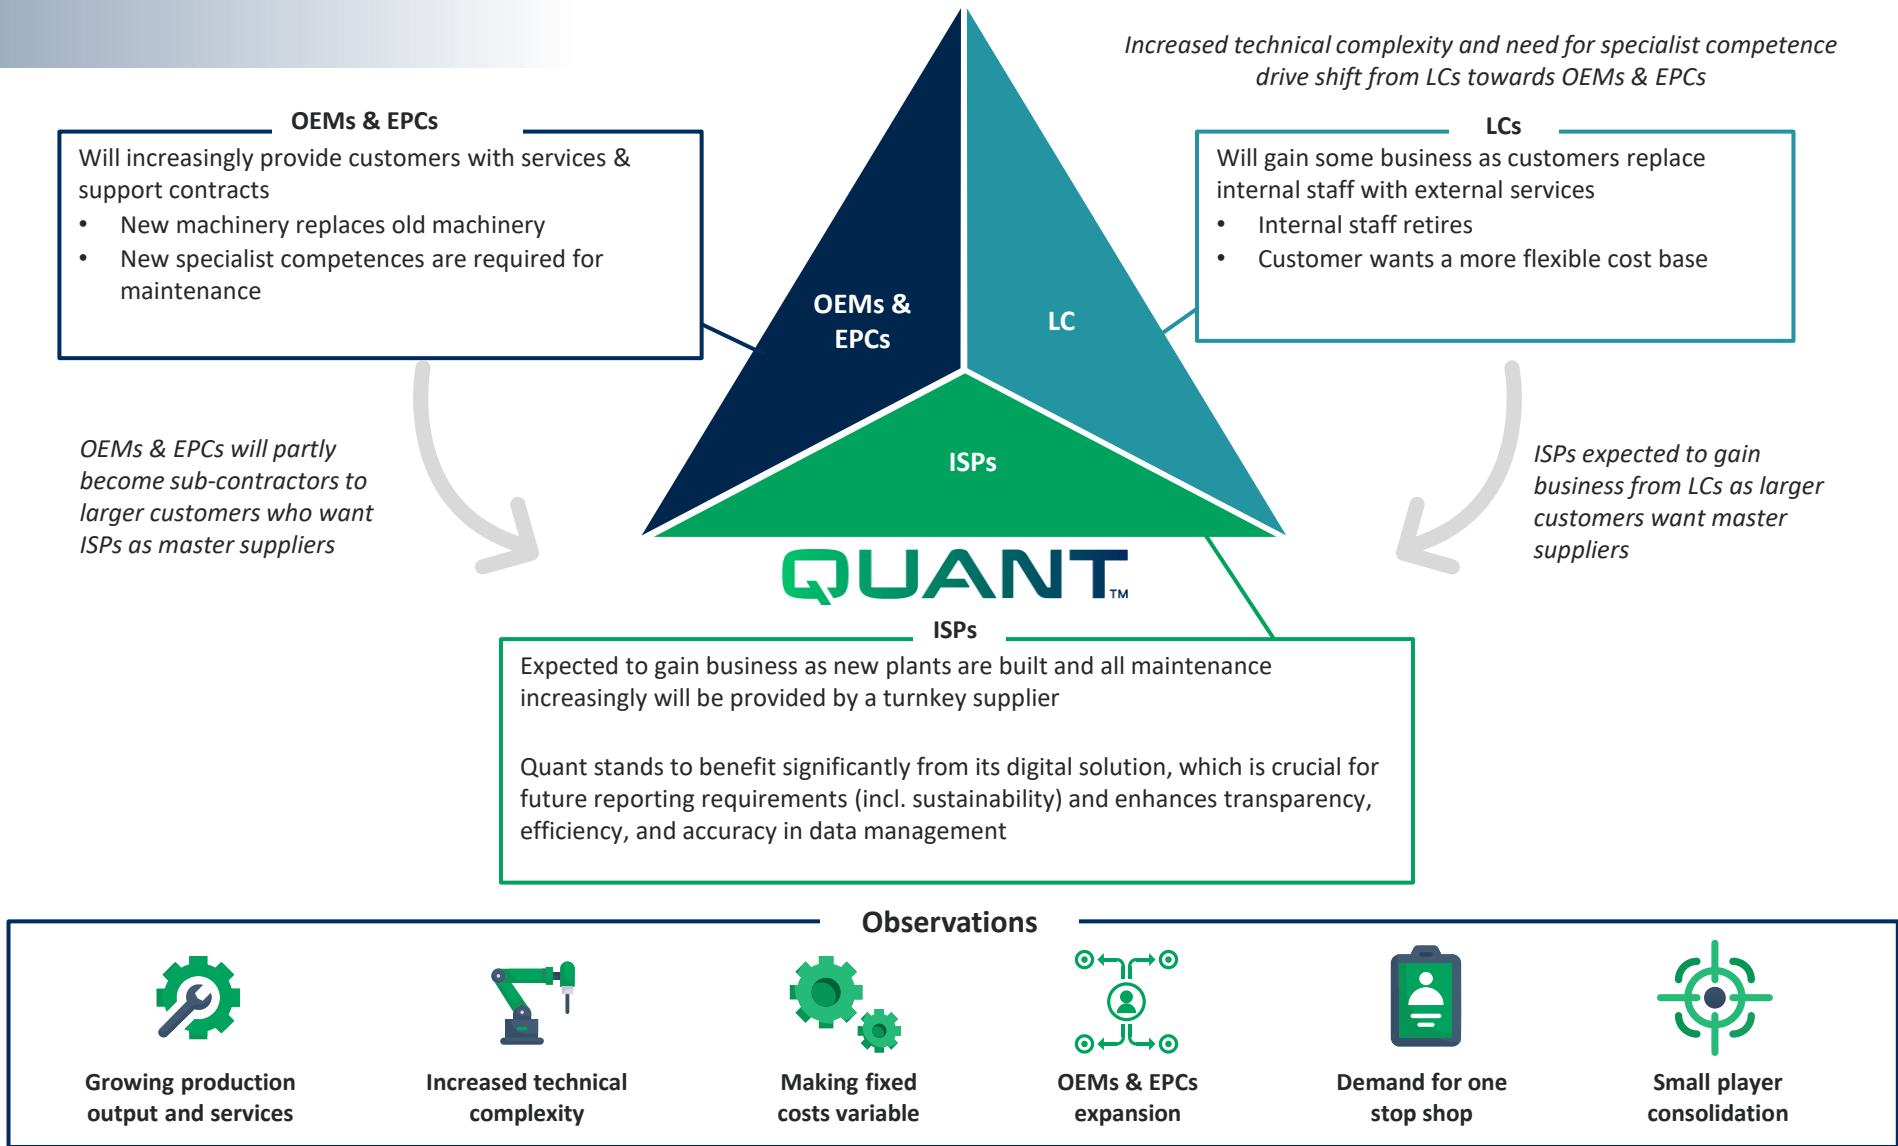 Increased technical complexity and need for specialist competence
drive shift from LCs towards OEMs & EPCs
OEMs & EPCs
Will increasingly provide customers with services &
support contracts
• New machinery replaces old machinery
• New specialist competences are required for
maintenance
LCs
Will gain some business as customers replace
internal staff with external services
• Internal staff retires
• Customer wants a more flexible cost base
OEMs &
EPCs
LC
ISPs
OEMs & EPCs will partly
become sub-contractors to
larger customers who want
ISPs as master suppliers
ISPs expected to gain
business from LCs as larger
customers want master
suppliers
QUANT™
ISPs
Expected to gain business as new plants are built and all maintenance
increasingly will be provided by a turnkey supplier
Quant stands to benefit significantly from its digital solution, which is crucial for
future reporting requirements (incl. sustainability) and enhances transparency,
efficiency, and accuracy in data management
Observations
Growing production
output and services
Increased technical
complexity
Making fixed
costs variable
OEMs & EPCs
expansion
Demand for one
stop shop
Small player
consolidation